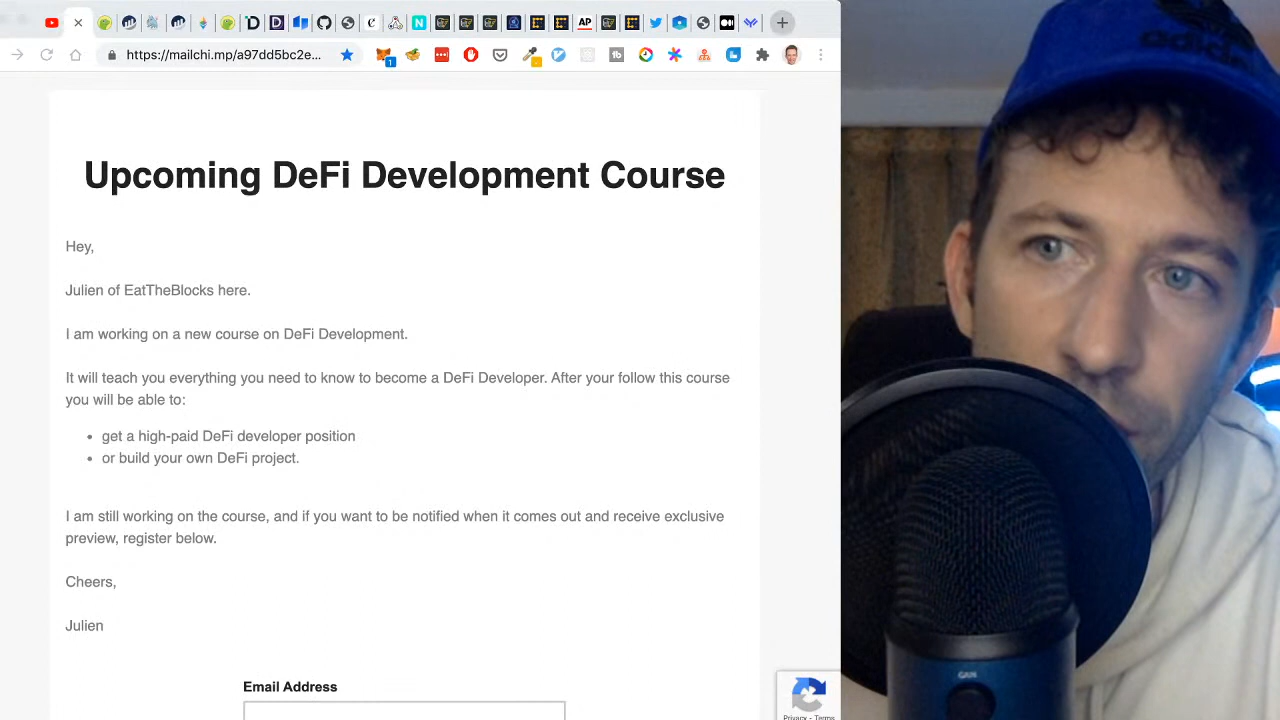 https://mailchi.mp/a97dd5bc2e...
Upcoming DeFi Development Course
Hey,
Julien of EatTheBlocks here.
I am working on a new course on DeFi Development.
It will teach you everything you need to know to become a DeFi Developer. After your follow this course
you will be able to:
get a high-paid DeFi developer position
or build your own DeFi project.
I am still working on the course, and if you want to be notified when it comes out and receive exclusive
preview, register below.
Cheers,
Julien
Email Address
Privacy - Terms
adidas
GAIN